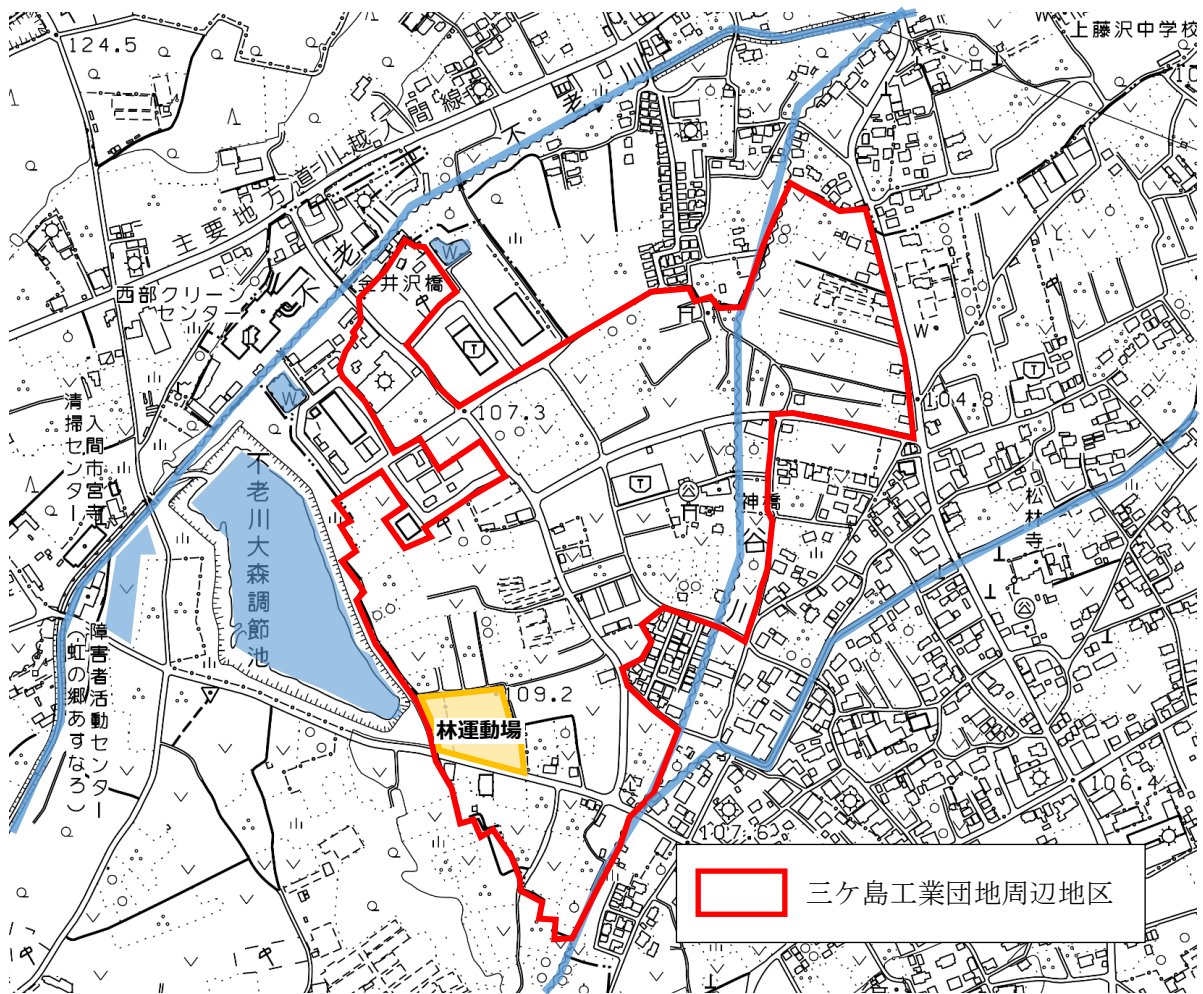 上藤沢中学校
124.5
主要地方道川越入間線
不老川
W
不老
金井沢橋
西部クリーン
センター
W
107.3
W
104.8
入間市宮寺
清掃センター
不老川大森調節池
神橋
谷川
松林寺
障害者活動センター
（虹の郷あすなろ）
109.2
林運動場
106.4
107.6
三ケ島工業団地周辺地区